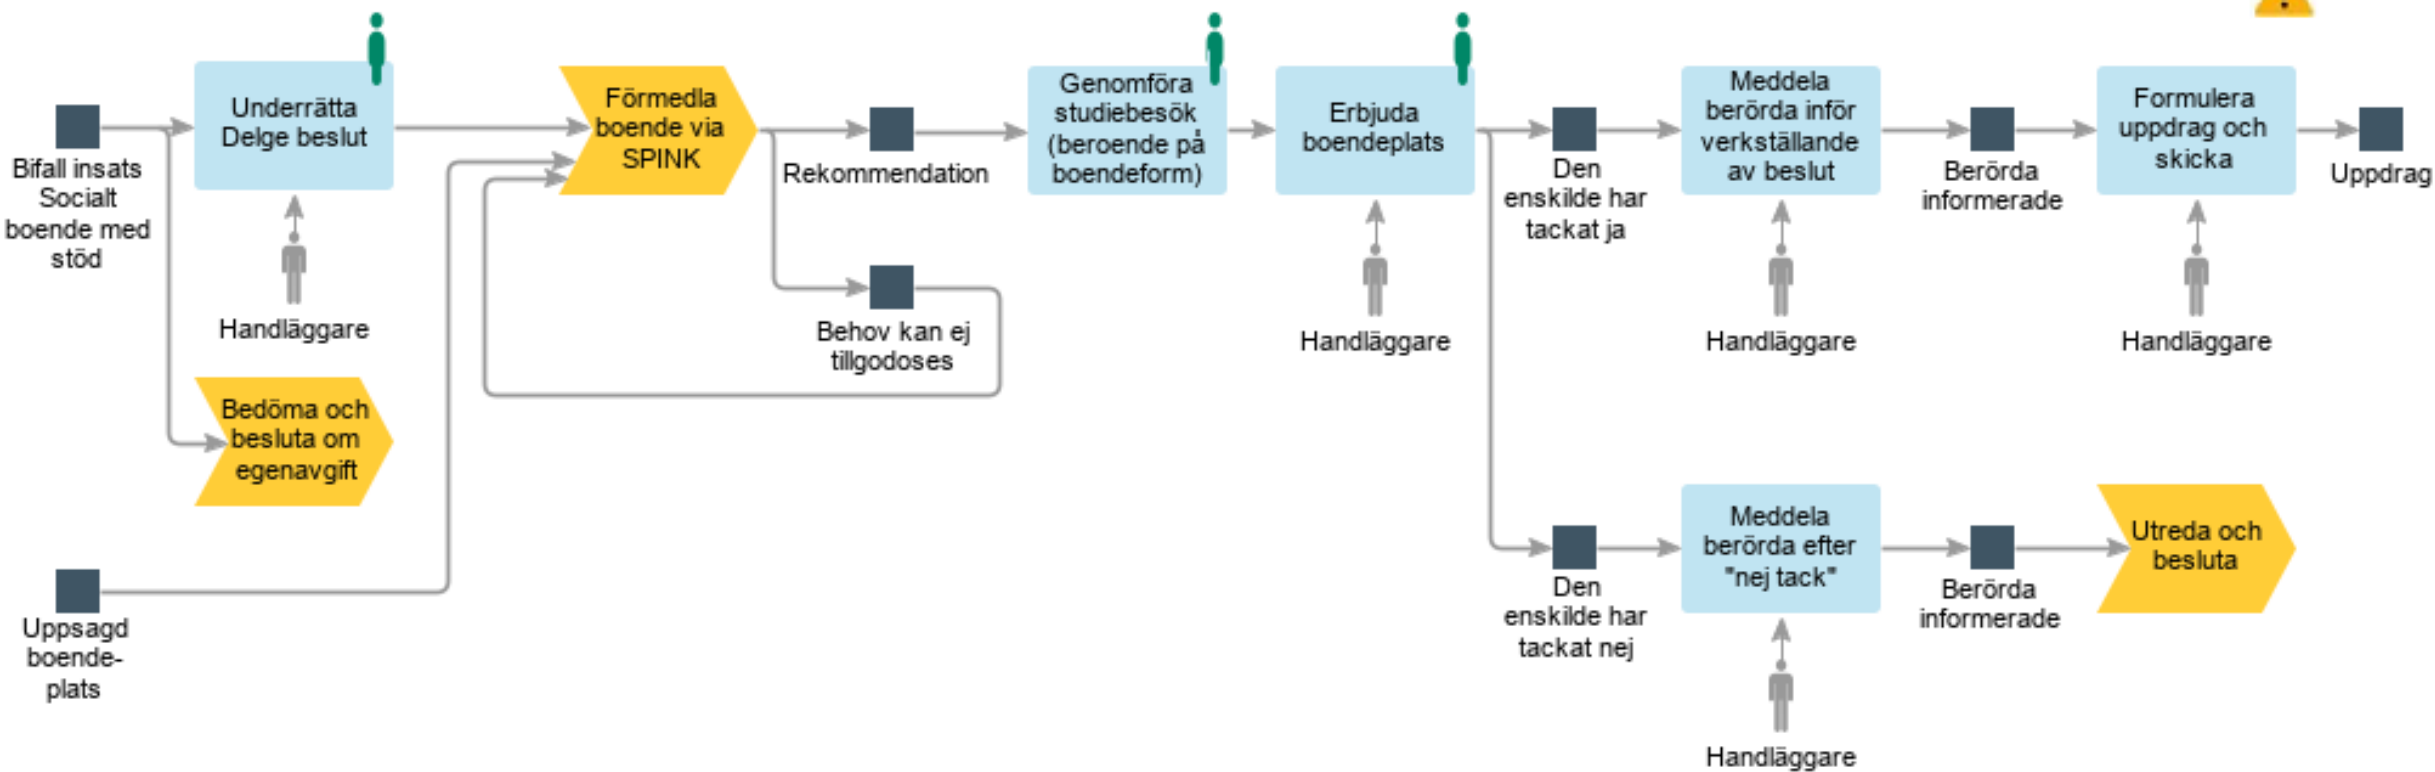 Bifall insats
Socialt
boende med
stöd
Underrätta
Delge beslut
Handläggare
Bedöma och
besluta om
egenavgift
Uppsagd
boende-
plats
Förmedla
boende via
SPINK
Rekommendation
Behov kan ej
tillgodoses
Genomföra
studiebesök
(beroende på
boendeform)
Erbjuda
boendeplats
Handläggare
Den
enskilde har
tackat ja
Meddela
berörda inför
verkställande
av beslut
Handläggare
Berörda
informerade
Formulera
uppdrag och
skicka
Handläggare
Uppdrag
Den
enskilde har
tackat nej
Meddela
berörda efter
"nej tack"
Handläggare
Berörda
informerade
Utreda och
besluta